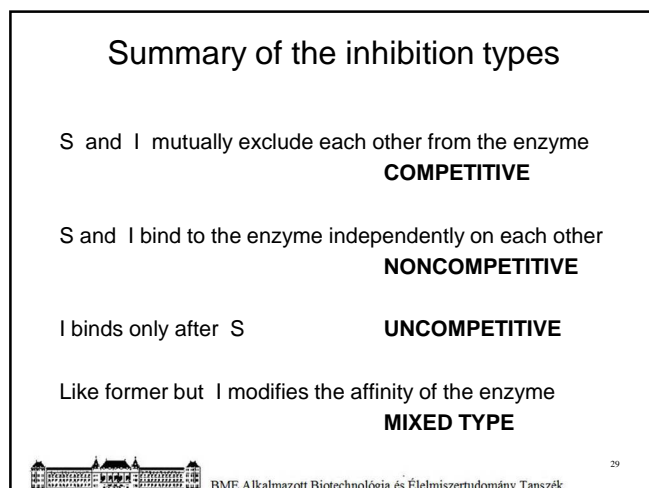 Summary of the inhibition types
S and I mutually exclude each other from the enzyme
COMPETITIVE
S and I bind to the enzyme independently on each other
NONCOMPETITIVE
I binds only after S UNCOMPETITIVE
Like former but I modifies the affinity of the enzyme
MIXED TYPE
29
BME Alkalmazott Biotechnológia és Élelmiszertudomány Tanszék